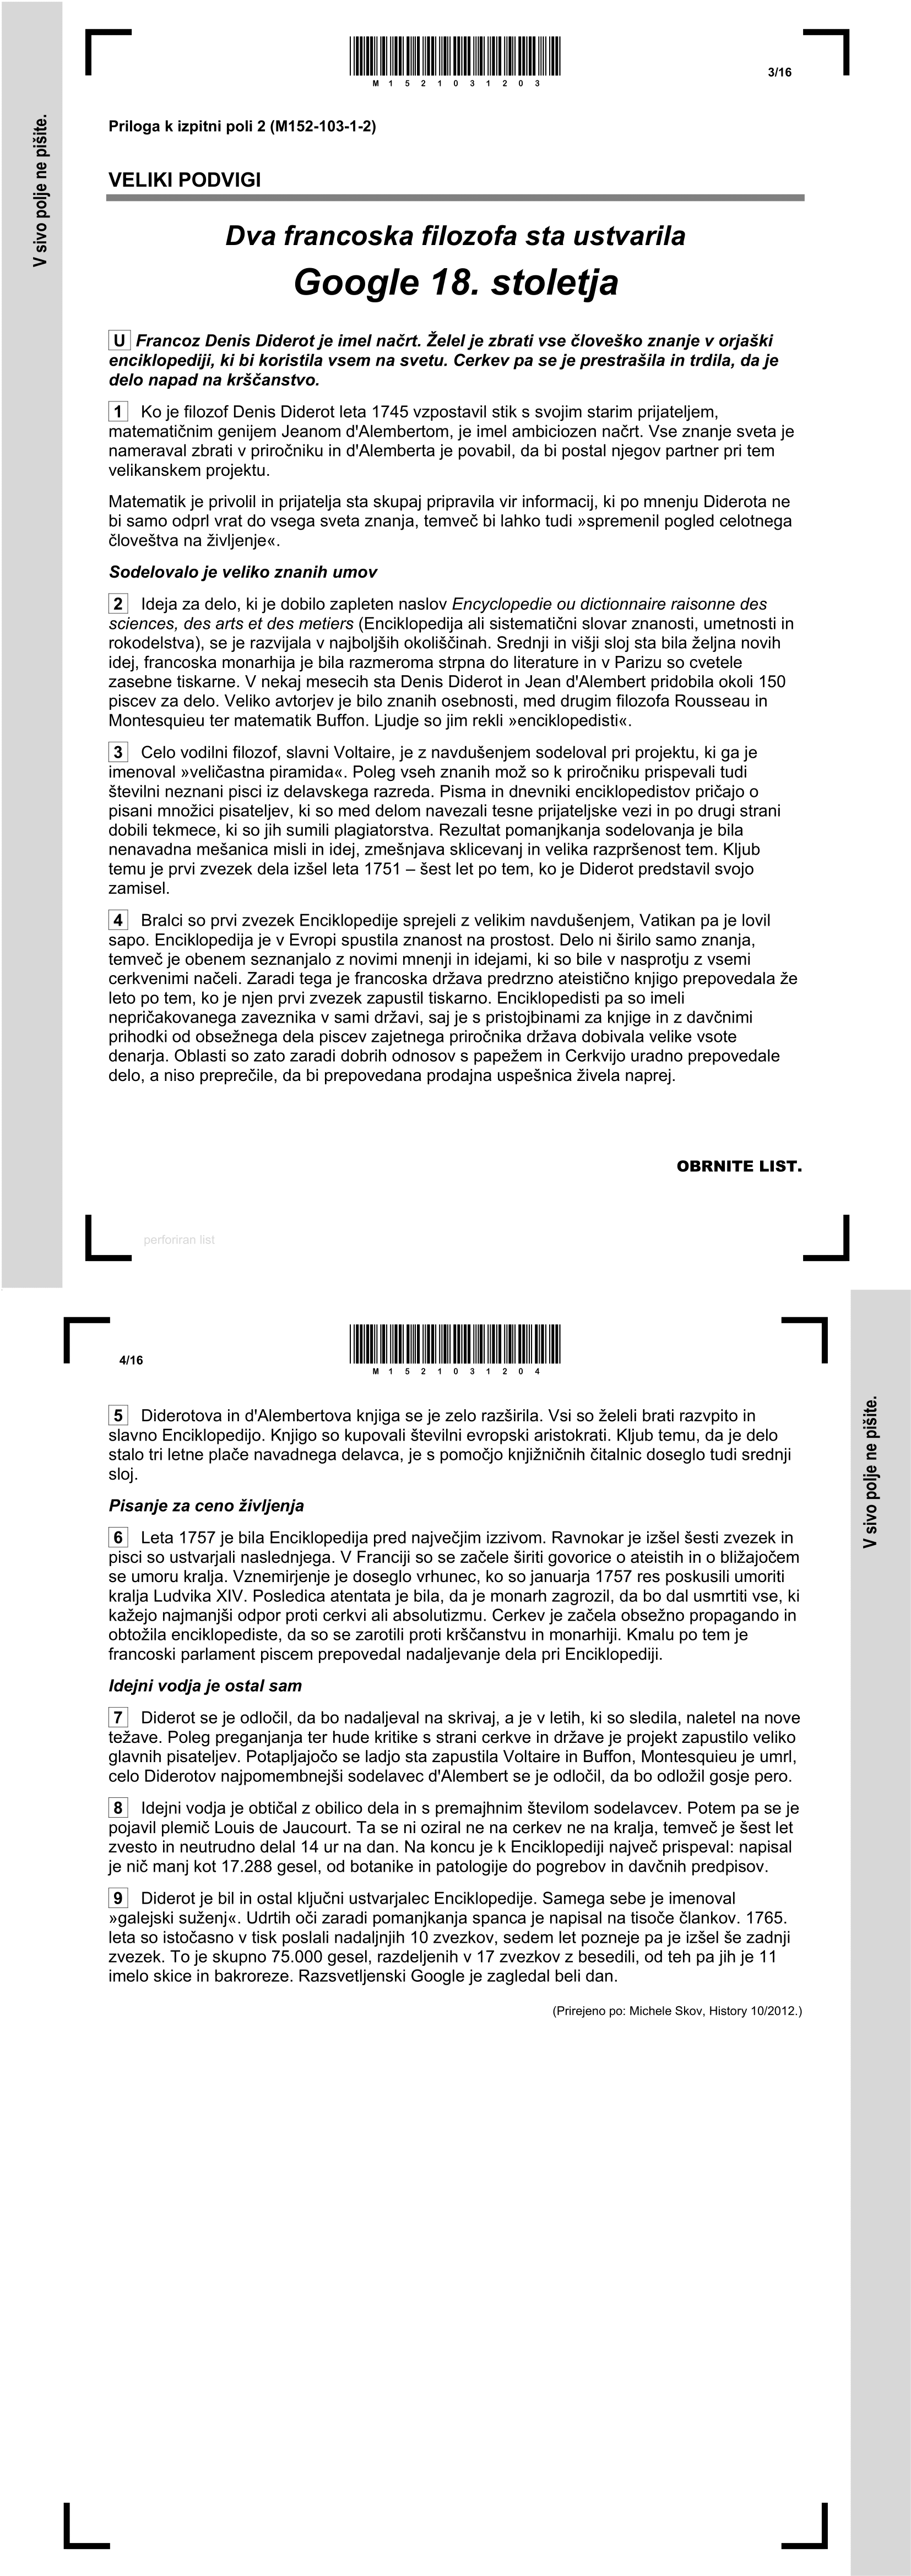 V sivo polje ne pišite.
M 1 5 2 1 0 3 1 2 0 3
3/16
Priloga k izpitni poli 2 (M152-103-1-2)
VELIKI PODVIGI
Dva francoska filozofa sta ustvarila
Google 18. stoletja
U Francoz Denis Diderot je imel načrt. Želel je zbrati vse človeško znanje v orjaški
enciklopediji, ki bi koristila vsem na svetu. Cerkev pa se je prestrašila in trdila, da je
delo napad na krščanstvo.
1 Ko je filozof Denis Diderot leta 1745 vzpostavil stik s svojim starim prijateljem,
matematičnim genijem Jeanom d'Alembertom, je imel ambiciozen načrt. Vse znanje sveta je
nameraval zbrati v priročniku in d'Alemberta je povabil, da bi postal njegov partner pri tem
velikanskem projektu.
Matematik je privolil in prijatelja sta skupaj pripravila vir informacij, ki po mnenju Diderota ne
bi samo odprl vrat do vsega sveta znanja, temveč bi lahko tudi »spremenil pogled celotnega
človeštva na življenje«.
Sodelovalo je veliko znanih umov
2 Ideja za delo, ki je dobilo zapleten naslov Encyclopedie ou dictionnaire raisonne des
sciences, des arts et des metiers (Enciklopedija ali sistematični slovar znanosti, umetnosti in
rokodelstva), se je razvijala v najboljših okoliščinah. Srednji in višji sloj sta bila željna novih
idej, francoska monarhija je bila razmeroma strpna do literature in v Parizu so cvetele
zasebne tiskarne. V nekaj mesecih sta Denis Diderot in Jean d'Alembert pridobila okoli 150
piscev za delo. Veliko avtorjev je bilo znanih osebnosti, med drugim filozofa Rousseau in
Montesquieu ter matematik Buffon. Ljudje so jim rekli »enciklopedisti«.
3 Celo vodilni filozof, slavni Voltaire, je z navdušenjem sodeloval pri projektu, ki ga je
imenoval »veličastna piramida«. Poleg vseh znanih mož so k priročniku prispevali tudi
številni neznani pisci iz delavskega razreda. Pisma in dnevniki enciklopedistov pričajo o
pisani množici pisateljev, ki so med delom navezali tesne prijateljske vezi in po drugi strani
dobili tekmece, ki so jih sumili plagiatorstva. Rezultat pomanjkanja sodelovanja je bila
nenavadna mešanica misli in idej, zmešnjava sklicevanj in velika razpršenost tem. Kljub
temu je prvi zvezek dela izšel leta 1751 – šest let po tem, ko je Diderot predstavil svojo
zamisel.
4 Bralci so prvi zvezek Enciklopedije sprejeli z velikim navdušenjem, Vatikan pa je lovil
sapo. Enciklopedija je v Evropi spustila znanost na prostost. Delo ni širilo samo znanja,
temveč je obenem seznanjalo z novimi mnenji in idejami, ki so bile v nasprotju z vsemi
cerkvenimi načeli. Zaradi tega je francoska država predrzno ateistično knjigo prepovedala že
leto po tem, ko je njen prvi zvezek zapustil tiskarno. Enciklopedisti pa so imeli
nepričakovanega zaveznika v sami državi, saj je s pristojbinami za knjige in z davčnimi
prihodki od obsežnega dela piscev zajetnega priročnika država dobivala velike vsote
denarja. Oblasti so zato zaradi dobrih odnosov s papežem in Cerkvijo uradno prepovedale
delo, a niso preprečile, da bi prepovedana prodajna uspešnica živela naprej.
OBRNITE LIST.
perforiran list
4/16
M 1 5 2 1 0 3 1 2 0 4
V sivo polje ne pišite.
5 Diderotova in d'Alembertova knjiga se je zelo razširila. Vsi so želeli brati razvpito in
slavno Enciklopedijo. Knjigo so kupovali številni evropski aristokrati. Kljub temu, da je delo
stalo tri letne plače navadnega delavca, je s pomočjo knjižničnih čitalnic doseglo tudi srednji
sloj.
Pisanje za ceno življenja
6 Leta 1757 je bila Enciklopedija pred največjim izzivom. Ravnokar je izšel šesti zvezek in
pisci so ustvarjali naslednjega. V Franciji so se začele širiti govorice o ateistih in o bližajočem
se umoru kralja. Vznemirjenje je doseglo vrhunec, ko so januarja 1757 res poskusili umoriti
kralja Ludvika XIV. Posledica atentata je bila, da je monarh zagrozil, da bo dal usmrtiti vse, ki
kažejo najmanjši odpor proti cerkvi ali absolutizmu. Cerkev je začela obsežno propagando in
obtožila enciklopediste, da so se zarotili proti krščanstvu in monarhiji. Kmalu po tem je
francoski parlament piscem prepovedal nadaljevanje dela pri Enciklopediji.
Idejni vodja je ostal sam
7 Diderot se je odločil, da bo nadaljeval na skrivaj, a je v letih, ki so sledila, naletel na nove
težave. Poleg preganjanja ter hude kritike s strani cerkve in države je projekt zapustilo veliko
glavnih pisateljev. Potapljajočo se ladjo sta zapustila Voltaire in Buffon, Montesquieu je umrl,
celo Diderotov najpomembnejši sodelavec d'Alembert se je odločil, da bo odložil gosje pero.
8 Idejni vodja je obtičal z obilico dela in s premajhnim številom sodelavcev. Potem pa se je
pojavil plemič Louis de Jaucourt. Ta se ni oziral ne na cerkev ne na kralja, temveč je šest let
zvesto in neutrudno delal 14 ur na dan. Na koncu je k Enciklopediji največ prispeval: napisal
je nič manj kot 17.288 gesel, od botanike in patologije do pogrebov in davčnih predpisov.
9 Diderot je bil in ostal ključni ustvarjalec Enciklopedije. Samega sebe je imenoval
»galejski suženj«. Udrtih oči zaradi pomanjkanja spanca je napisal na tisoče člankov. 1765.
leta so istočasno v tisk poslali nadaljnjih 10 zvezkov, sedem let pozneje pa je izšel še zadnji
zvezek. To je skupno 75.000 gesel, razdeljenih v 17 zvezkov z besedili, od teh pa jih je 11
imelo skice in bakroreze. Razsvetljenski Google je zagledal beli dan.
(Prirejeno po: Michele Skov, History 10/2012.)